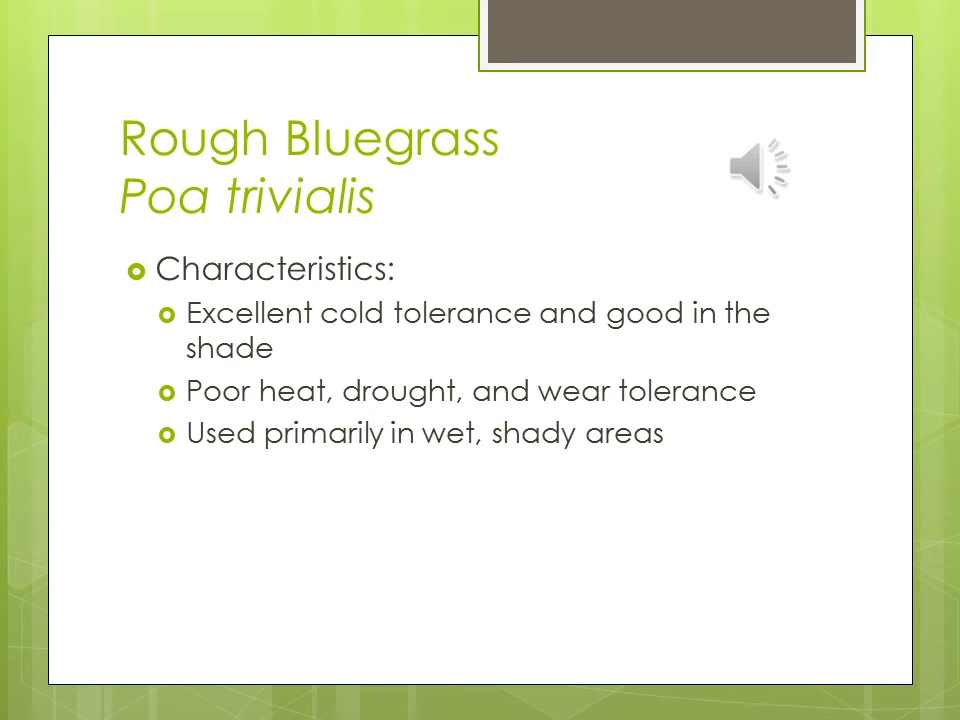 Rough Bluegrass
Poa trivialis
Characteristics:
Excellent cold tolerance and good in the
shade
Poor heat, drought, and wear tolerance
Used primarily in wet, shady areas